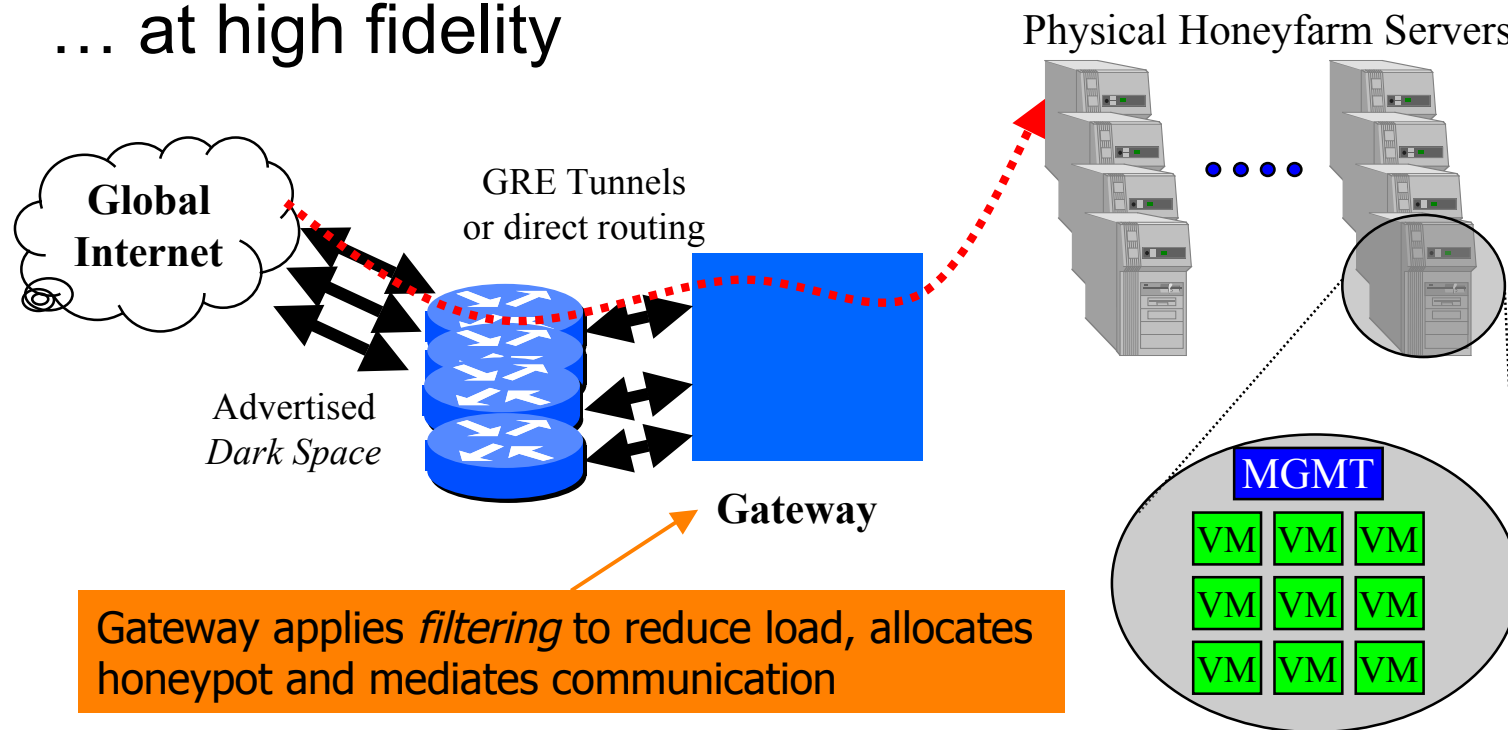 … at high fidelity
Physical Honeyfarm Servers
Global
Internet
GRE Tunnels
or direct routing
Advertised
Dark Space
Gateway
MGMT
VM VM VM
VM VM VM
VM VM VM
Gateway applies filtering to reduce load, allocates
honeypot and mediates communication